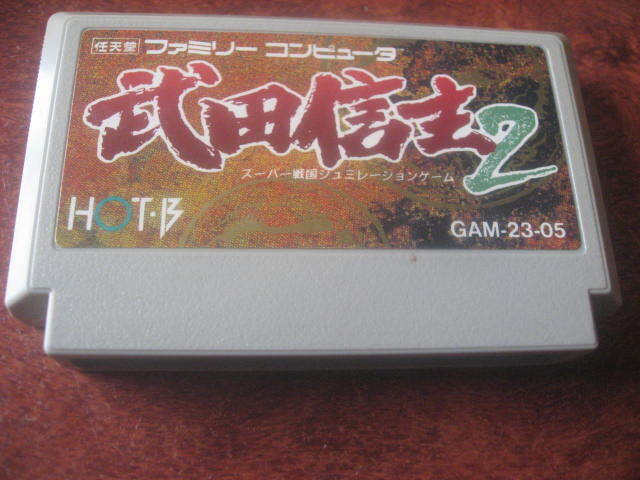 任天堂 ファミリー コンピュータ™
武田信玄2
スーパー戦国シュミレーションゲーム
HOT・B
GAM-23-05